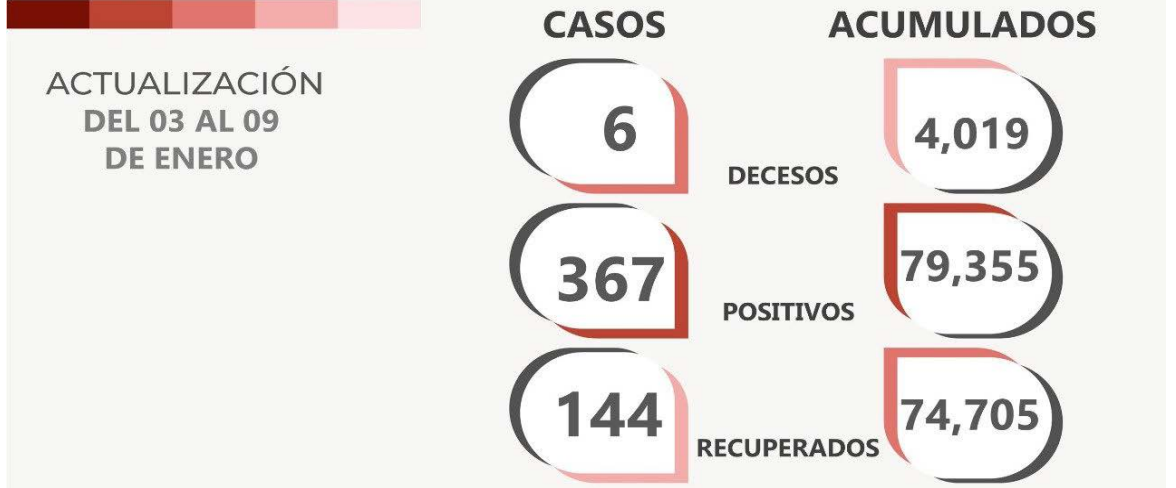 ACTUALIZACIÓN
DEL 03 AL 09
DE ENERO
CASOS
ACUMULADOS
6
DECESOS
4,019
367
POSITIVOS
79,355
144
RECUPERADOS
74,705